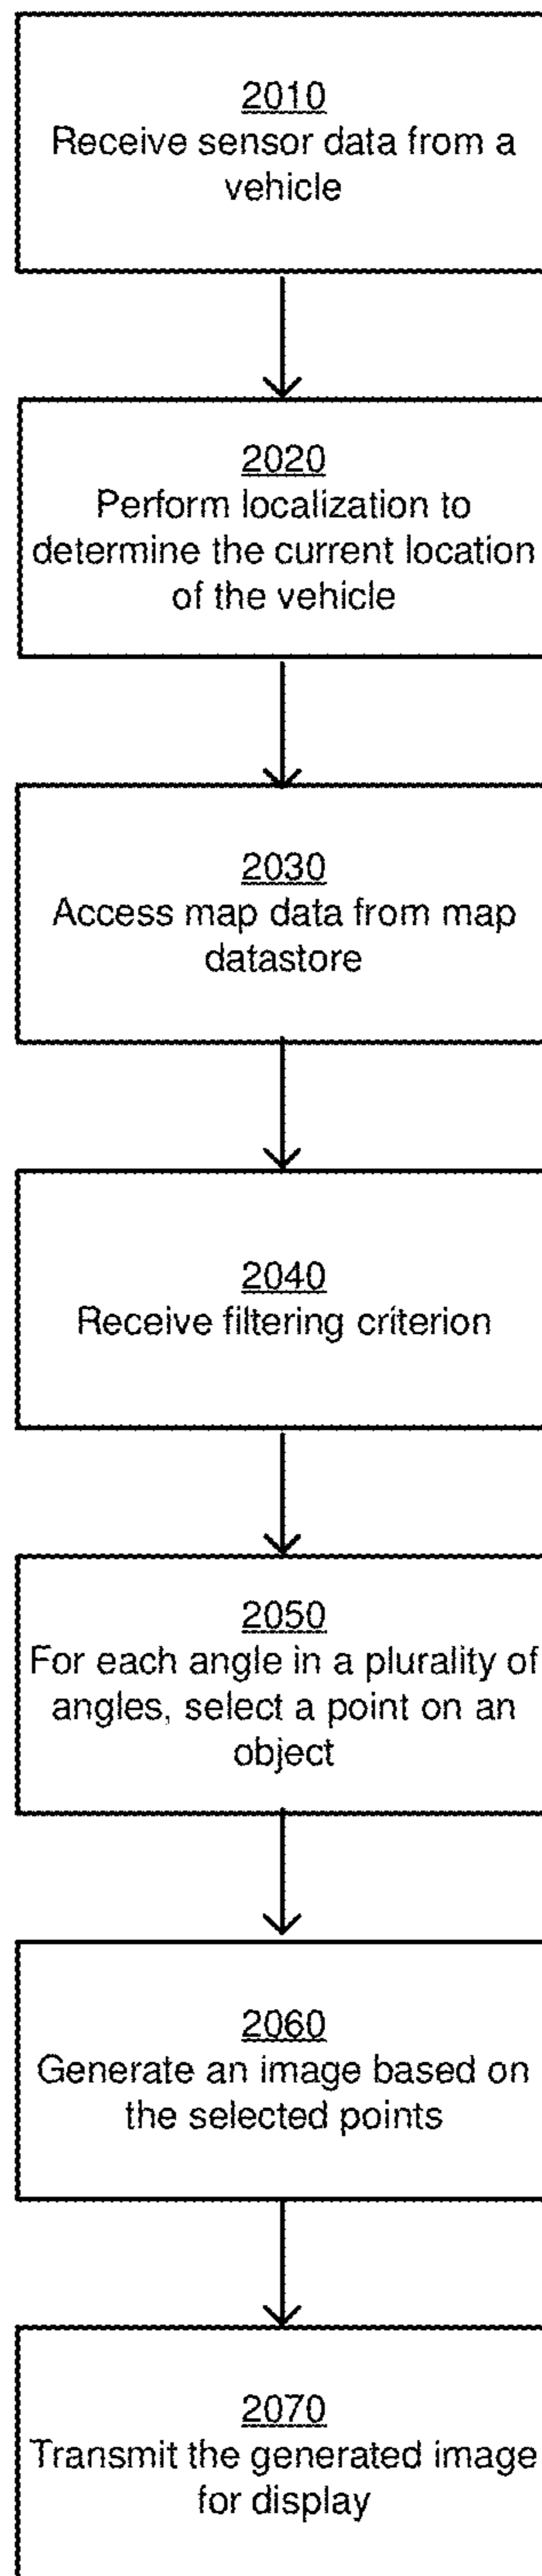 2010
Receive sensor data from a
vehicle
2020
Perform localization to
determine the current location
of the vehicle
2030
Access map data from map
datastore
2040
Receive filtering criterion
2050
For each angle in a plurality of
angles, select a point on an
object
2060
Generate an image based on
the selected points
2070
Transmit the generated image
for display